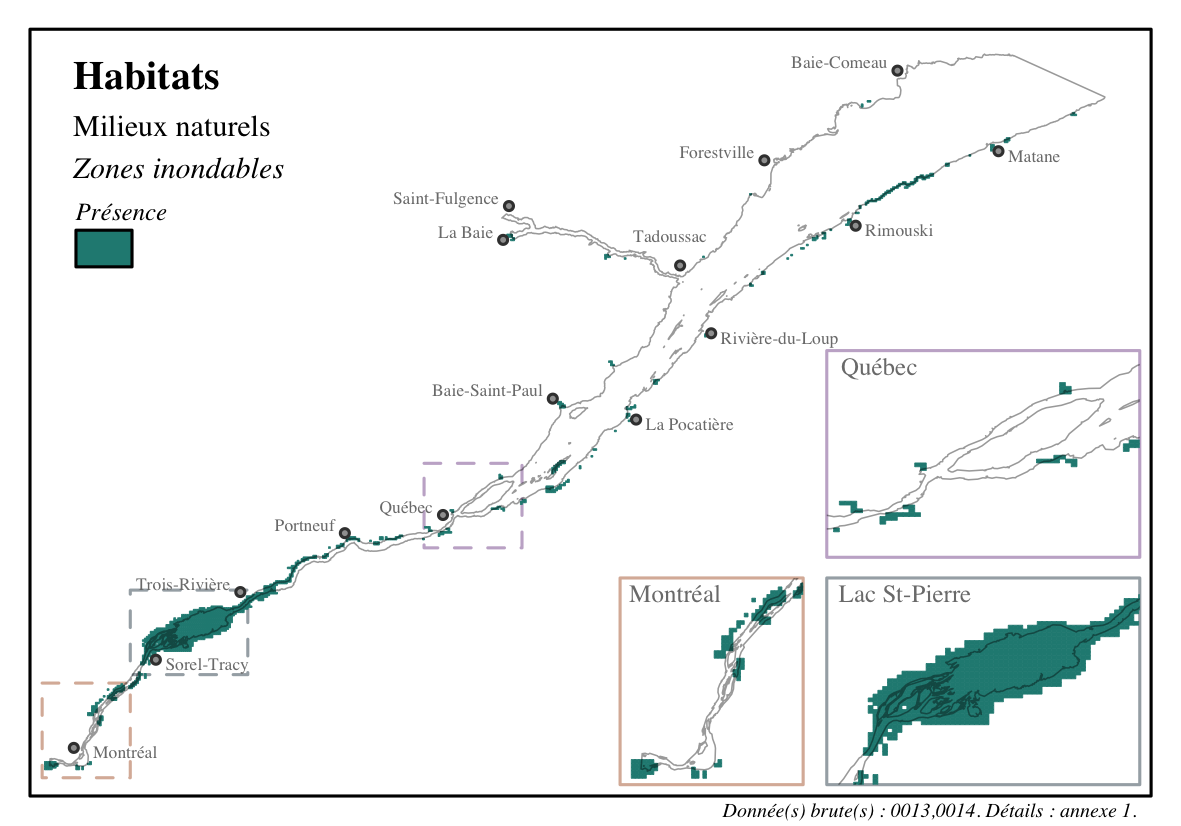 Habitats
Milieux naturels
Zones inondables
Présence
Baie-Comeau
Forestville
Matane
Saint-Fulgence
La Baie
Tadoussac
Rimouski
Rivière-du-Loup
Baie-Saint-Paul
La Pocatière
Québec
Portneuf
Trois-Rivière
Sorel-Tracy
Montréal
Québec
Montréal
Lac St-Pierre
Donnée(s) brute(s) : 0013,0014. Détails : annexe 1.